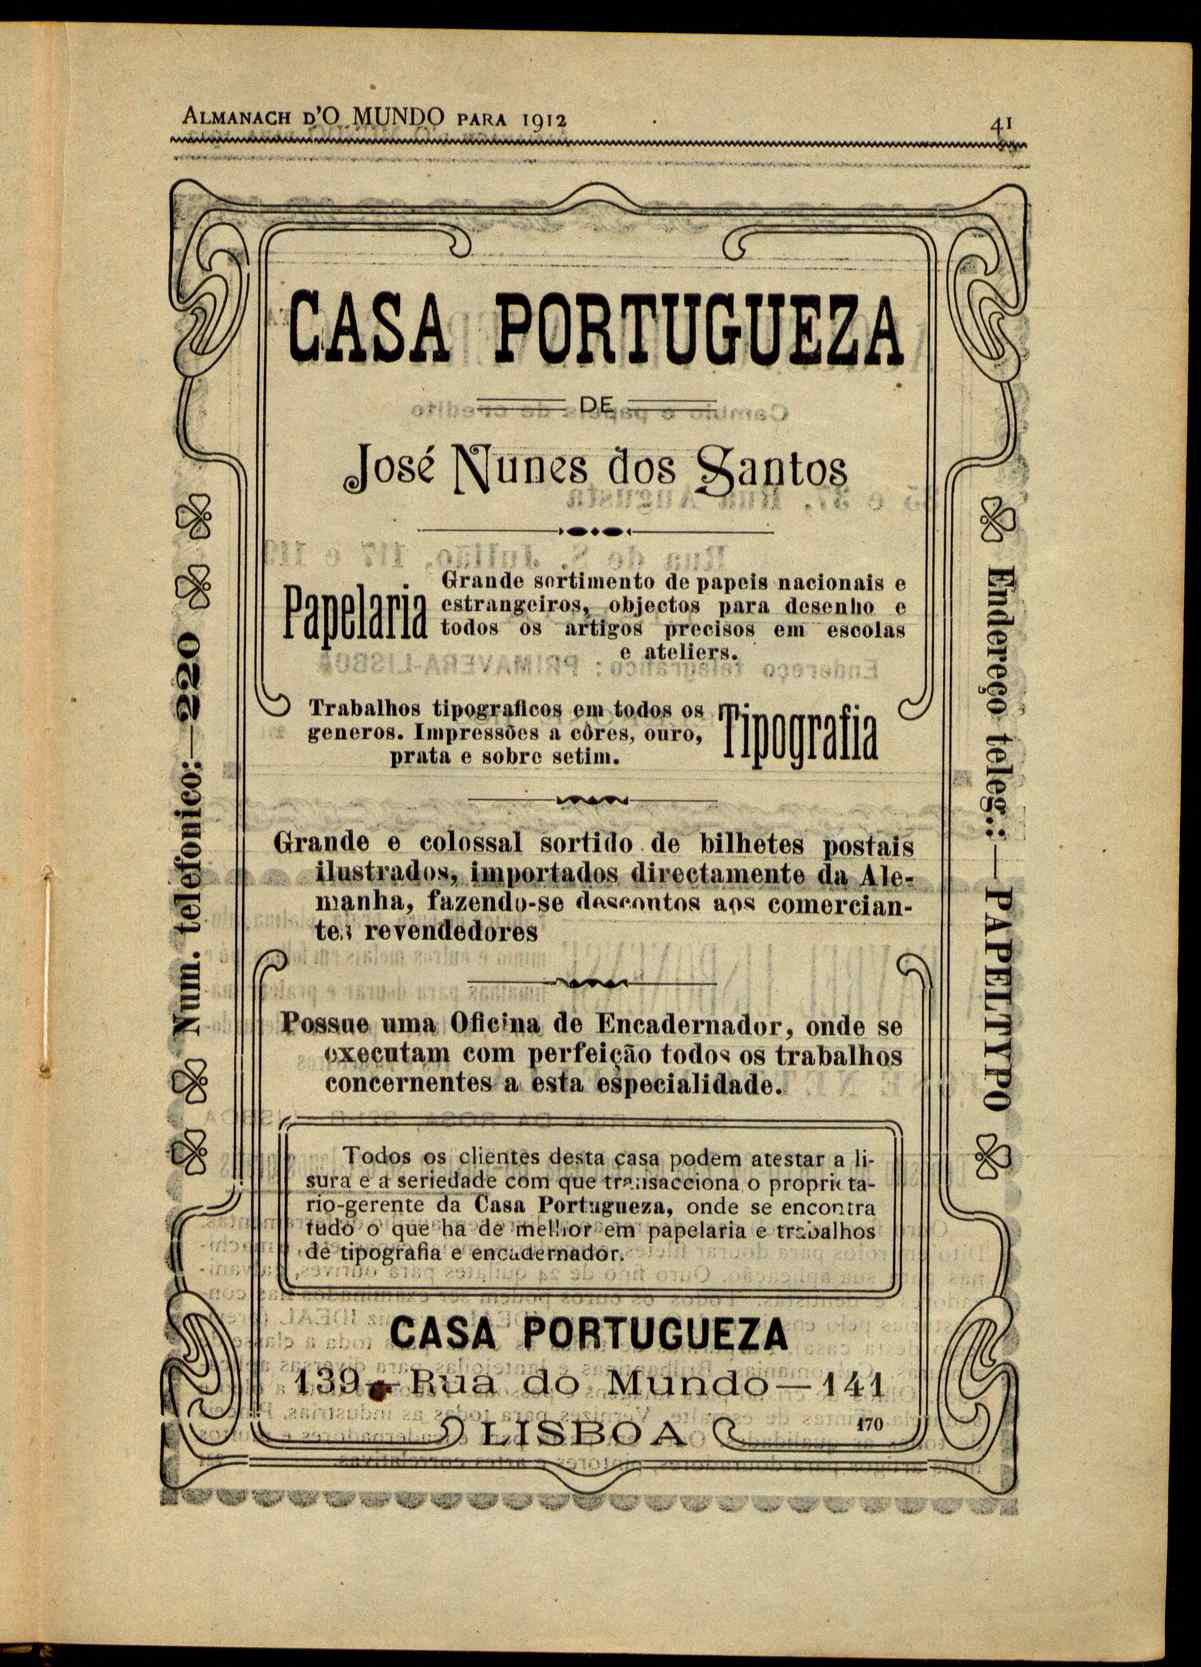 ALMANACH D'O MUNDO PARA 1912
41
CASA PORTUGUEZA
DE
José Nunes dos Santos
Papelaria
Grande sortimento de papeis nacionais e
estrangeiros, objectos para desenho e
todos os artigos precisos em escolas
e ateliers.
Trabalhos tipograficos em todos os
generos. Impressões a côres, ouro,
prata e sobre setim.
Tipografia
Grande e colossal sortido de bilhetes postais
ilustrados, importados directamente da Ale-
manha, fazendo-se descontos aos comercian-
tes revendedores
Possue uma Oficina de Encadernador, onde se
executam com perfeição todos os trabalhos
concernentes a esta especialidade.
Todos os clientes desta casa podem atestar a li-
sura e a seriedade com que transacciona o proprieta-
rio-gerente da Casa Portugueza, onde se encontra
tudo o que ha de melhor em papelaria e trabalhos
de tipografia e encadernador.
CASA PORTUGUEZA
139—Rua do Mundo—141
LISBOA
170
Num. telefonico:—220
Endereço teleg.:—PAPELTYPO